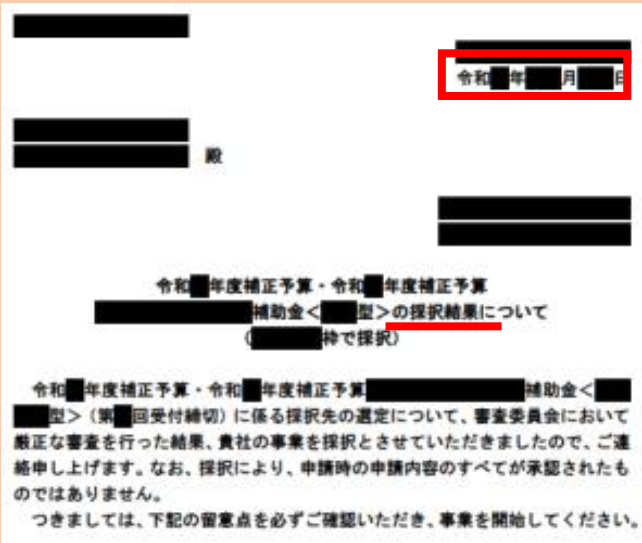 令和 年 月 日
殿
令和 年度補正予算・令和 年度補正予算
補助金< 型>の採択結果について
( 枠で採択)
令和 年度補正予算・令和 年度補正予算 補助金<
型>(第 回受付締切)に係る採択先の選定について、審査委員会において
厳正な審査を行った結果、貴社の事業を採択とさせていただきましたので、ご連
絡申し上げます。なお、採択により、申請時の申請内容のすべてが承認されたも
のではありません。
つきましては、下記の留意点を必ずご確認いただき、事業を開始してください。